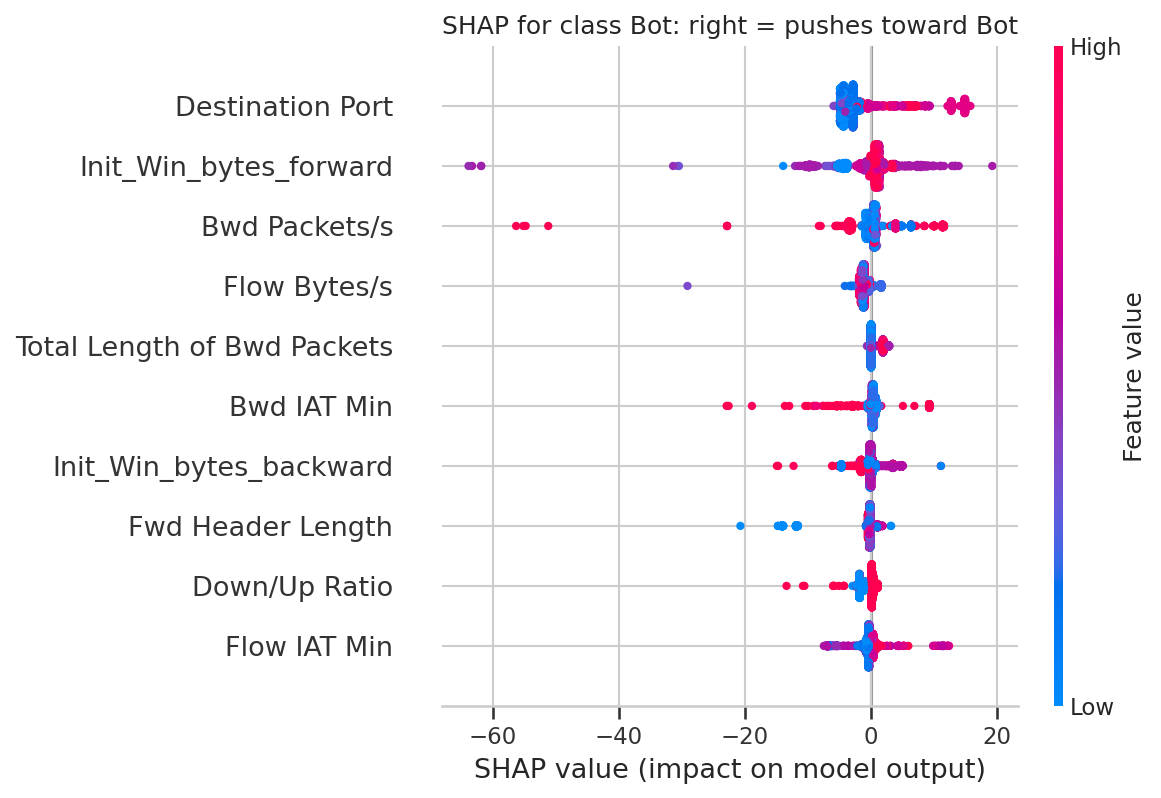 SHAP for class Bot: right = pushes toward Bot
High
Destination Port
Init_Win_bytes_forward
Bwd Packets/s
Flow Bytes/s
Total Length of Bwd Packets
Bwd IAT Min
Init_Win_bytes_backward
Fwd Header Length
Down/Up Ratio
Flow IAT Min
Feature value
Low
−60 −40 −20 0 20
SHAP value (impact on model output)